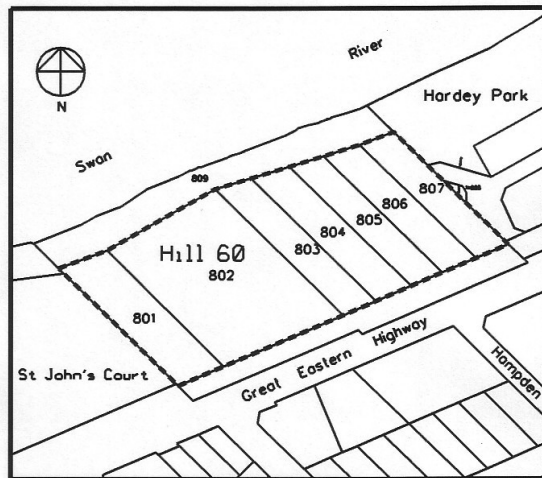 River
Hardey Park
N
Swan
809
807
806
805
804
Hill 60
803
802
801
St John's Court
Great Eastern Highway
Hampden